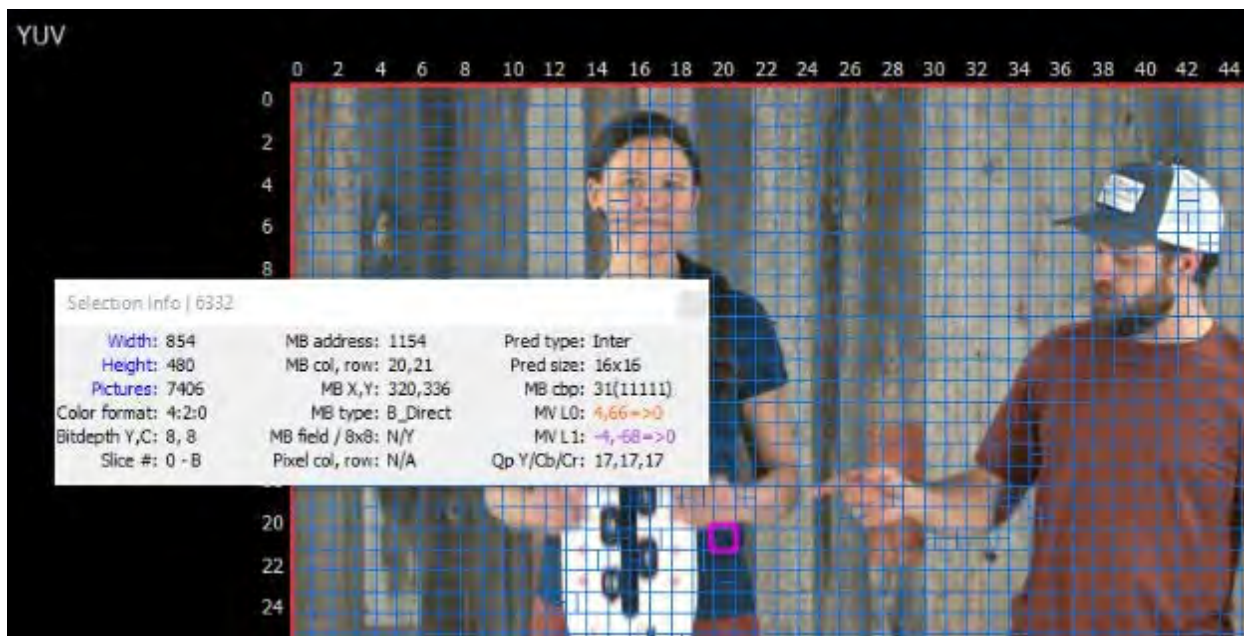 YUV
0 2 4 6 8 10 12 14 16 18 20 22 24 26 28 30 32 34 36 38 40 42 44
0
2
4
6
8
Selection Info | 6332
Width: 854 MB address: 1154 Pred type: Inter
Height: 480 MB col, row: 20,21 Pred size: 16x16
Pictures: 7406 MB X,Y: 320,336 MB cbp: 31(11111)
Color format: 4:2:0 MB type: B_Direct MV L0: 4,66=>0
Bitdepth Y,C: 8, 8 MB field / 8x8: N/Y MV L1: -4,-68=>0
Slice #: 0 - B Pixel col, row: N/A Qp Y/Cb/Cr: 17,17,17
20
22
24